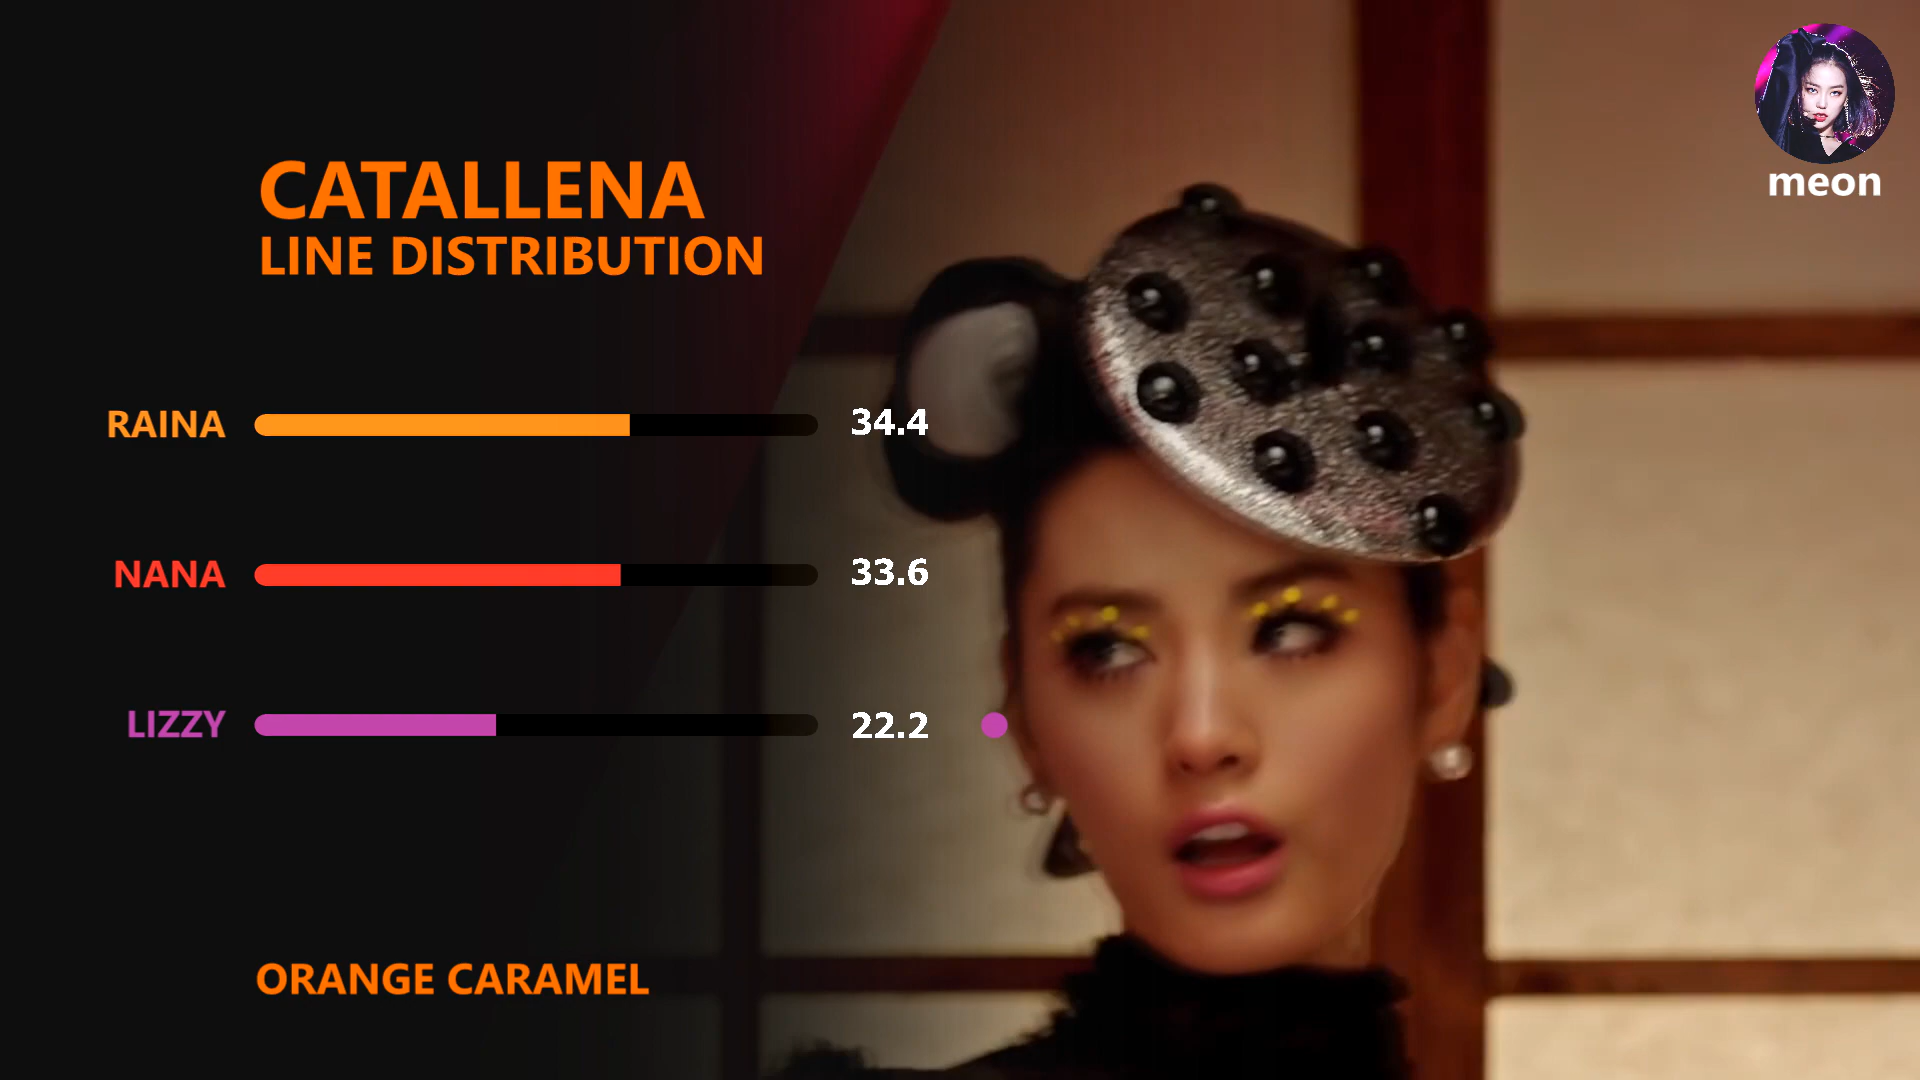 meon
CATALLENA
LINE DISTRIBUTION
RAINA 34.4
NANA 33.6
LIZZY 22.2
ORANGE CARAMEL